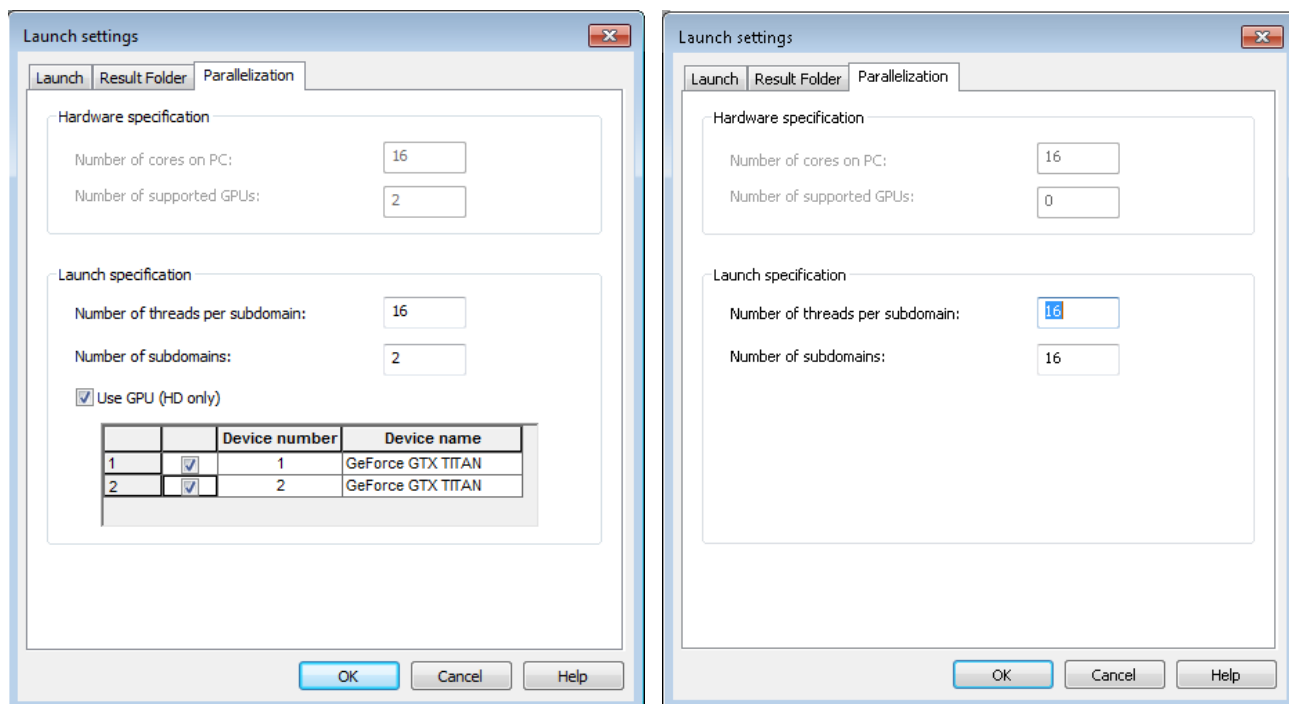 Launch settings
Launch Result Folder Parallelization
Hardware specification
Number of cores on PC: 16
Number of supported GPUs: 2
Launch specification
Number of threads per subdomain: 16
Number of subdomains: 2
Use GPU (HD only)
Device number Device name
1 1 GeForce GTX TITAN
2 2 GeForce GTX TITAN
OK Cancel Help
Launch settings
Launch Result Folder Parallelization
Hardware specification
Number of cores on PC: 16
Number of supported GPUs: 0
Launch specification
Number of threads per subdomain: 16
Number of subdomains: 16
OK Cancel Help